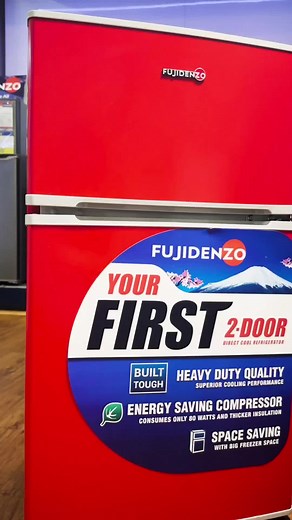 FUJIDENZO
FUJIDENZO
YOUR
FIRST
2-DOOR
DIRECT COOL REFRIGERATOR
BUILT
TOUGH
HEAVY DUTY QUALITY
SUPERIOR COOLING PERFORMANCE
ENERGY SAVING COMPRESSOR
CONSUMES ONLY 80 WATTS AND THICKER INSULATION
SPACE SAVING
WITH BIG FREEZER SPACE